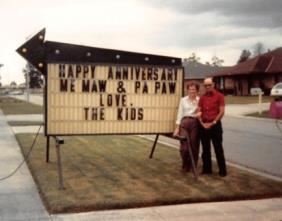 HAPPY ANNIVERSARY
ME MAW & PA PAW
LOVE,
THE KIDS